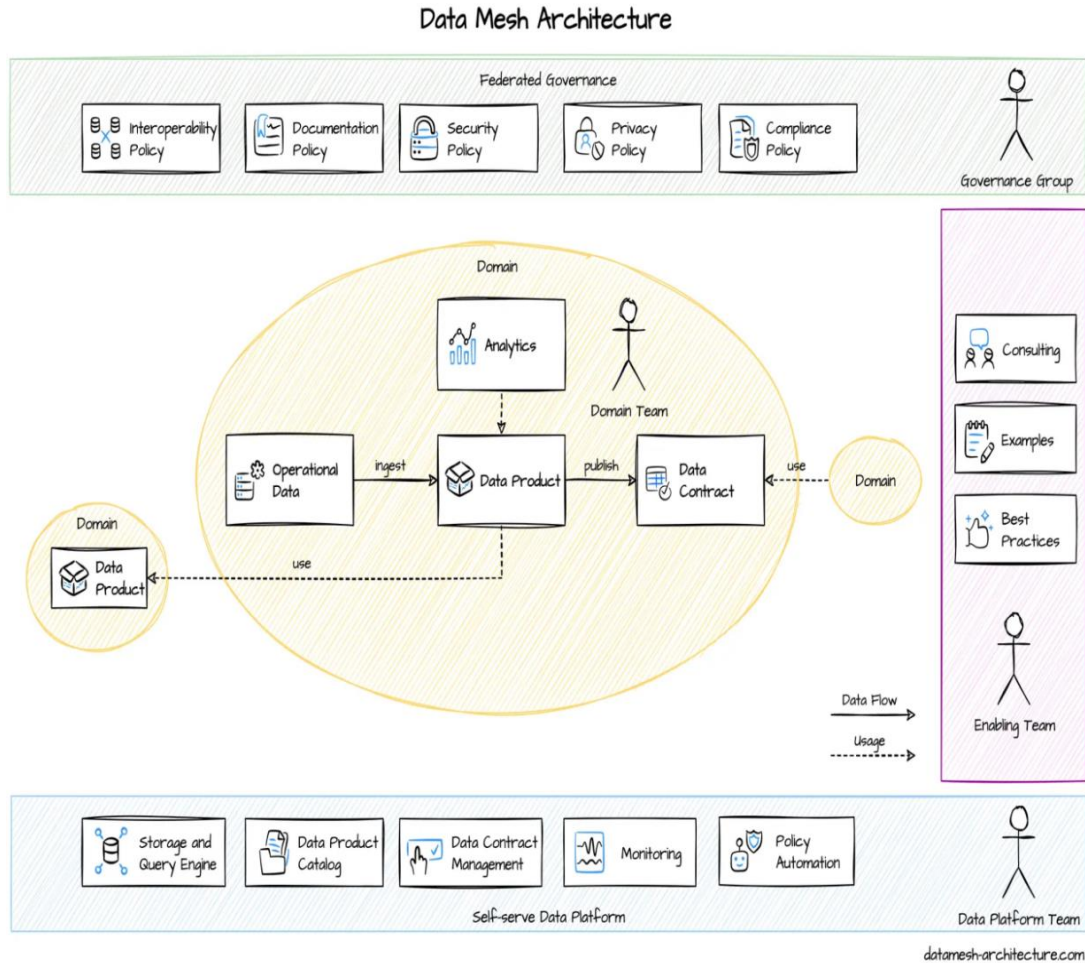 Data Mesh Architecture
Federated Governance
Interoperability
Policy
Documentation
Policy
Security
Policy
Privacy
Policy
Compliance
Policy
Governance Group
Domain
Analytics
Domain Team
Operational
Data
ingest
Data Product
publish
Data
Contract
use
Domain
Domain
Data
Product
use
Consulting
Examples
Best
Practices
Enabling Team
Data Flow
Usage
Storage and
Query Engine
Data Product
Catalog
Data Contract
Management
Monitoring
Policy
Automation
Self-serve Data Platform
Data Platform Team
datamesh-architecture.com